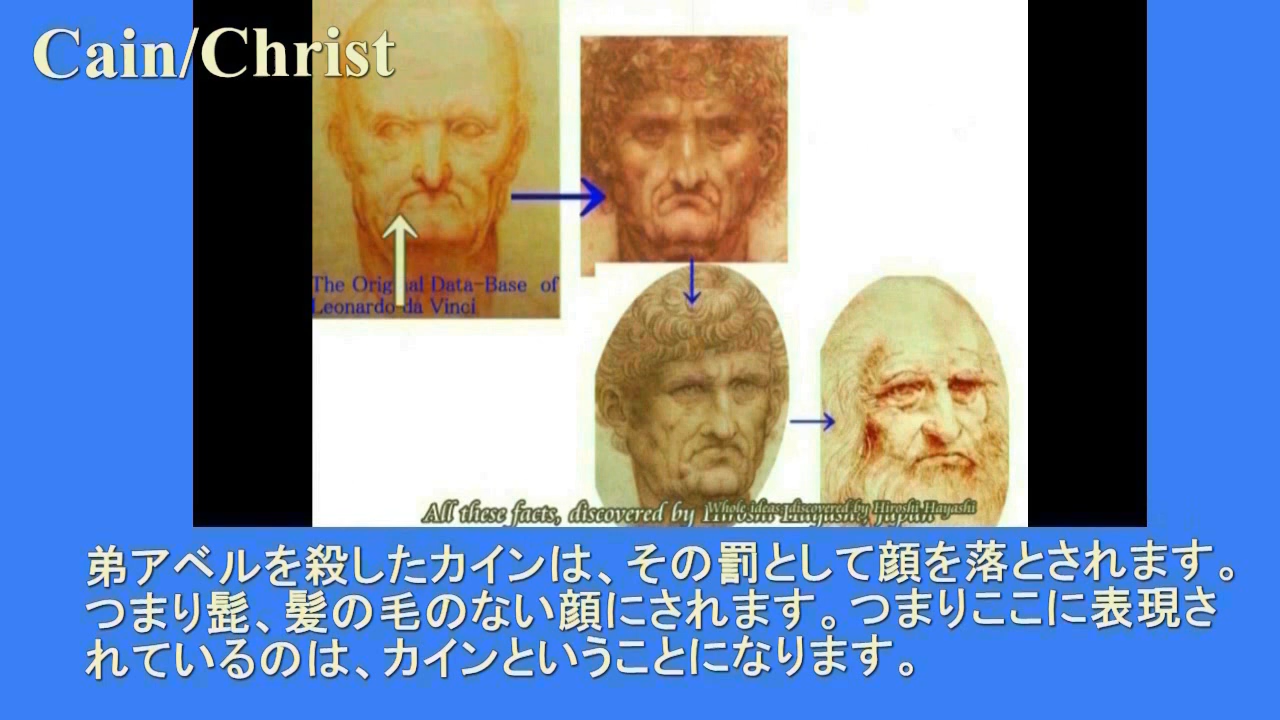 Cain/Christ
The Original Data-Base of
Leonardo da Vinci
All these facts, discovered by Hiroshi Hayashi, Japan
Whole ideas discovered by Hiroshi Hayashi
弟アベルを殺したカインは、その罰として顔を落とされます。
つまり髭、髪の毛のない顔にされます。つまりここに表現さ
れているのは、カインということになります。